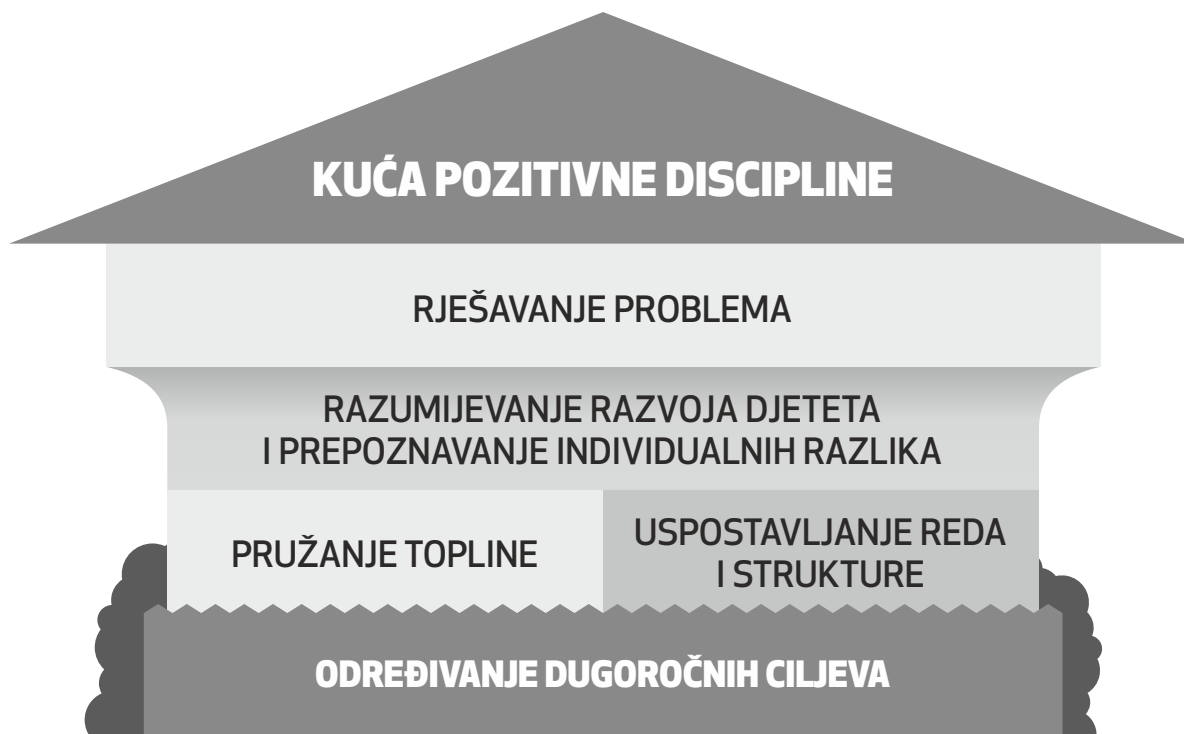 KUĆA POZITIVNE DISCIPLINE
RJEŠAVANJE PROBLEMA
RAZUMIJEVANJE RAZVOJA DJETETA
I PREPOZNAVANJE INDIVIDUALNIH RAZLIKA
PRUŽANJE TOPLINE
USPOSTAVLJANJE REDA
I STRUKTURE
ODREĐIVANJE DUGOROČNIH CILJEVA